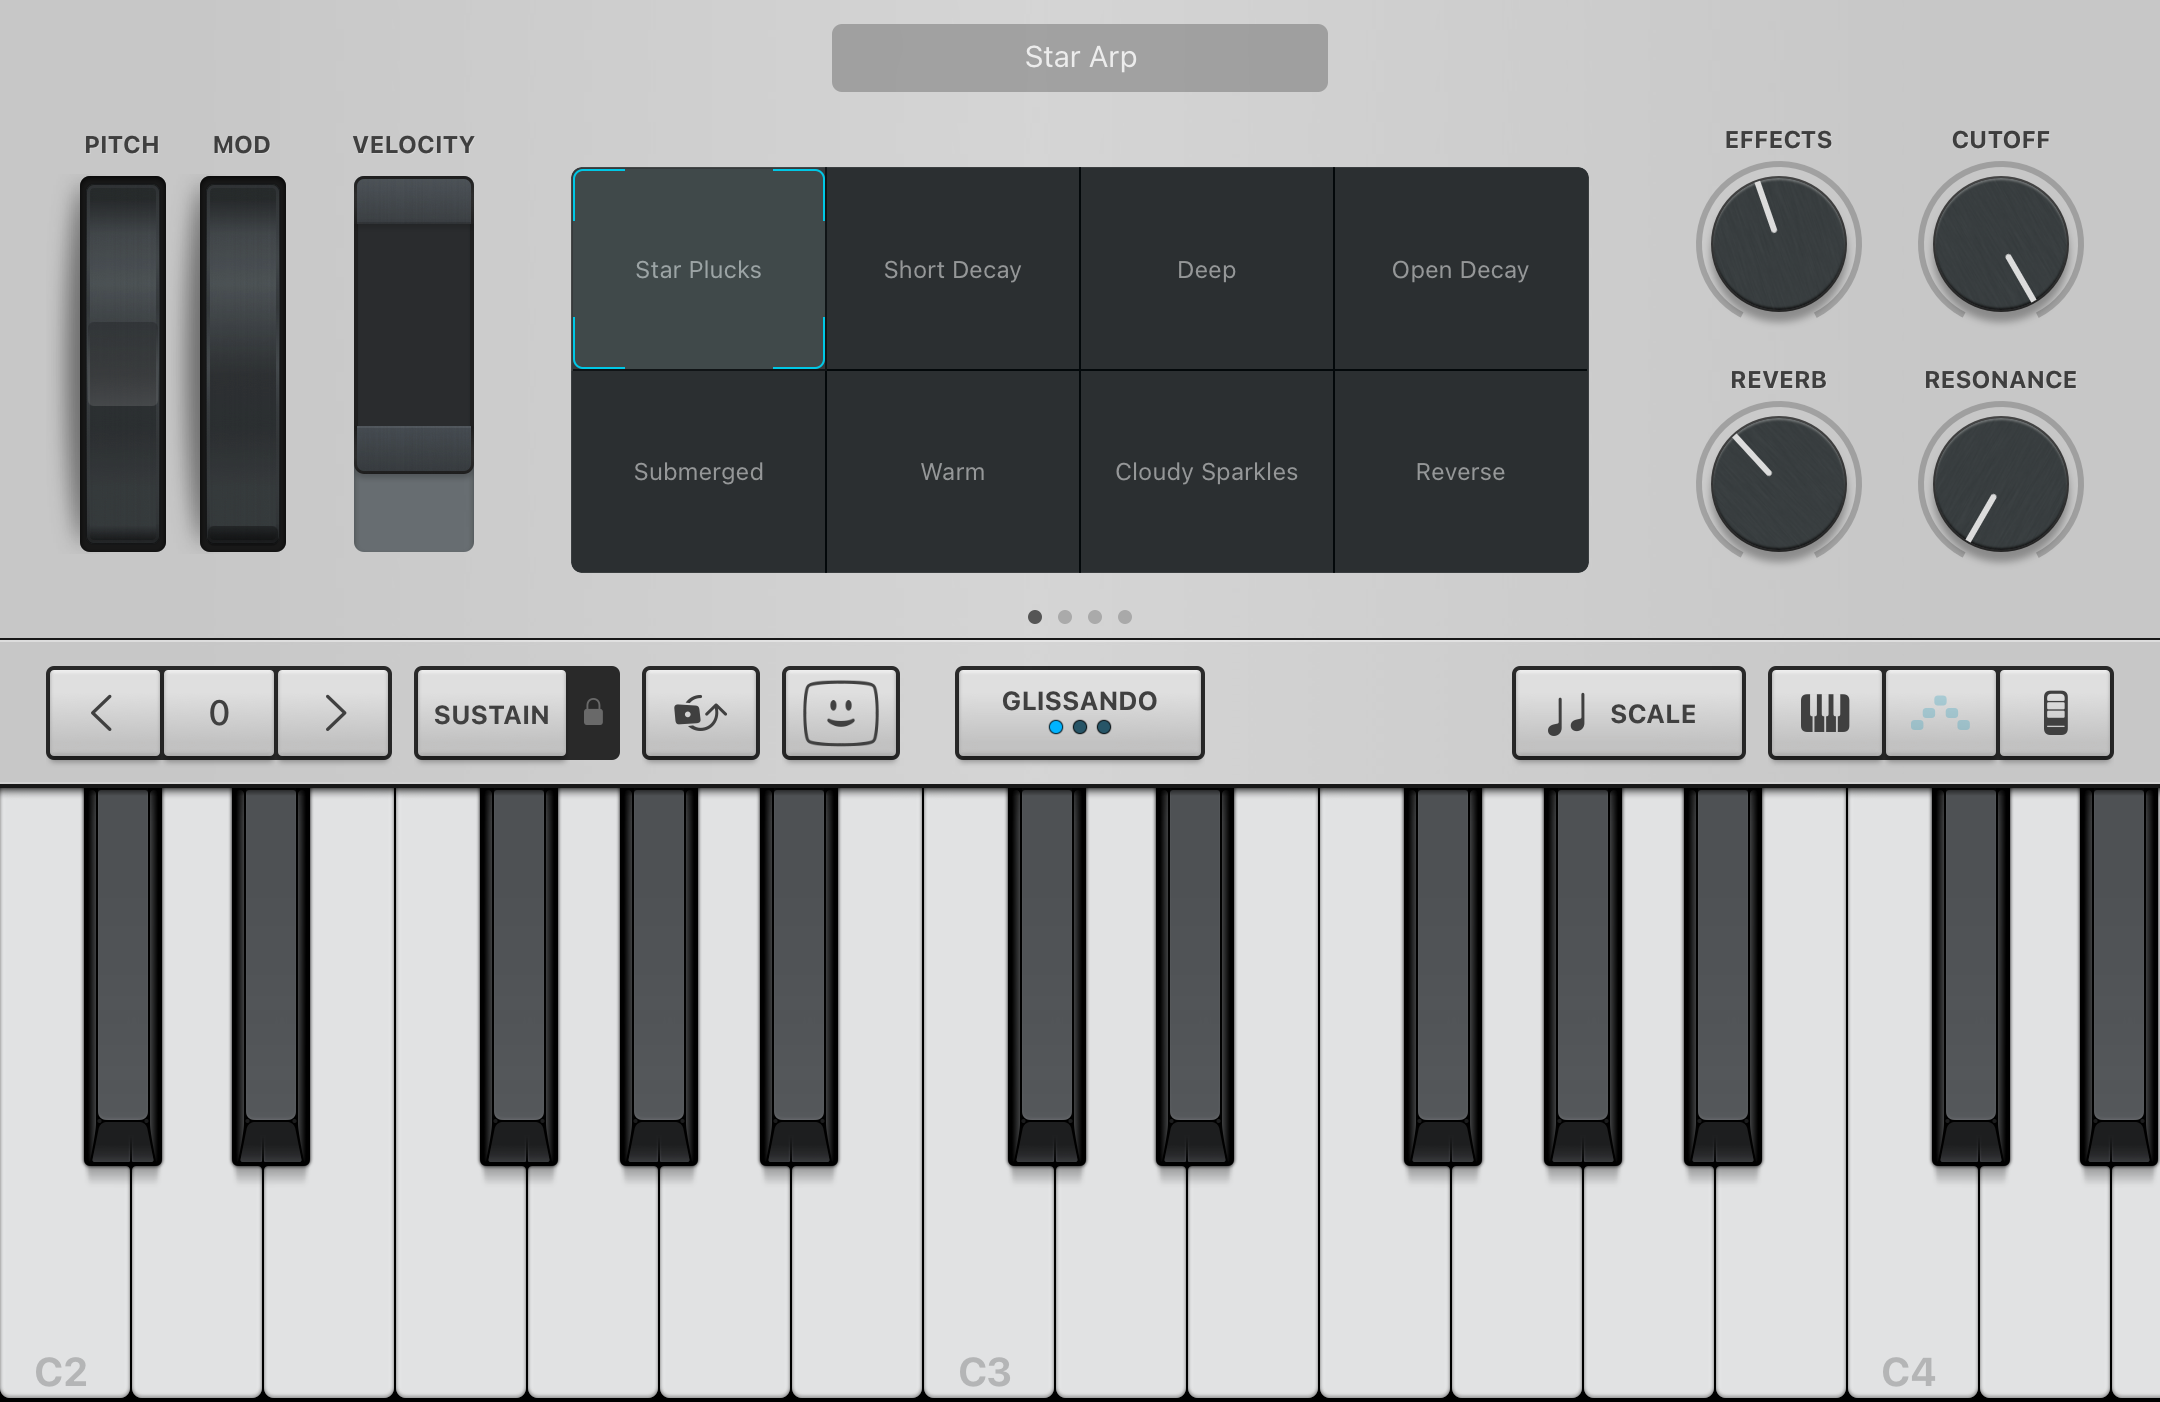 Star Arp
PITCH MOD VELOCITY
EFFECTS CUTOFF
Star Plucks Short Decay Deep Open Decay
REVERB RESONANCE
Submerged Warm Cloudy Sparkles Reverse
0 SUSTAIN GLISSANDO SCALE
C2 C3 C4